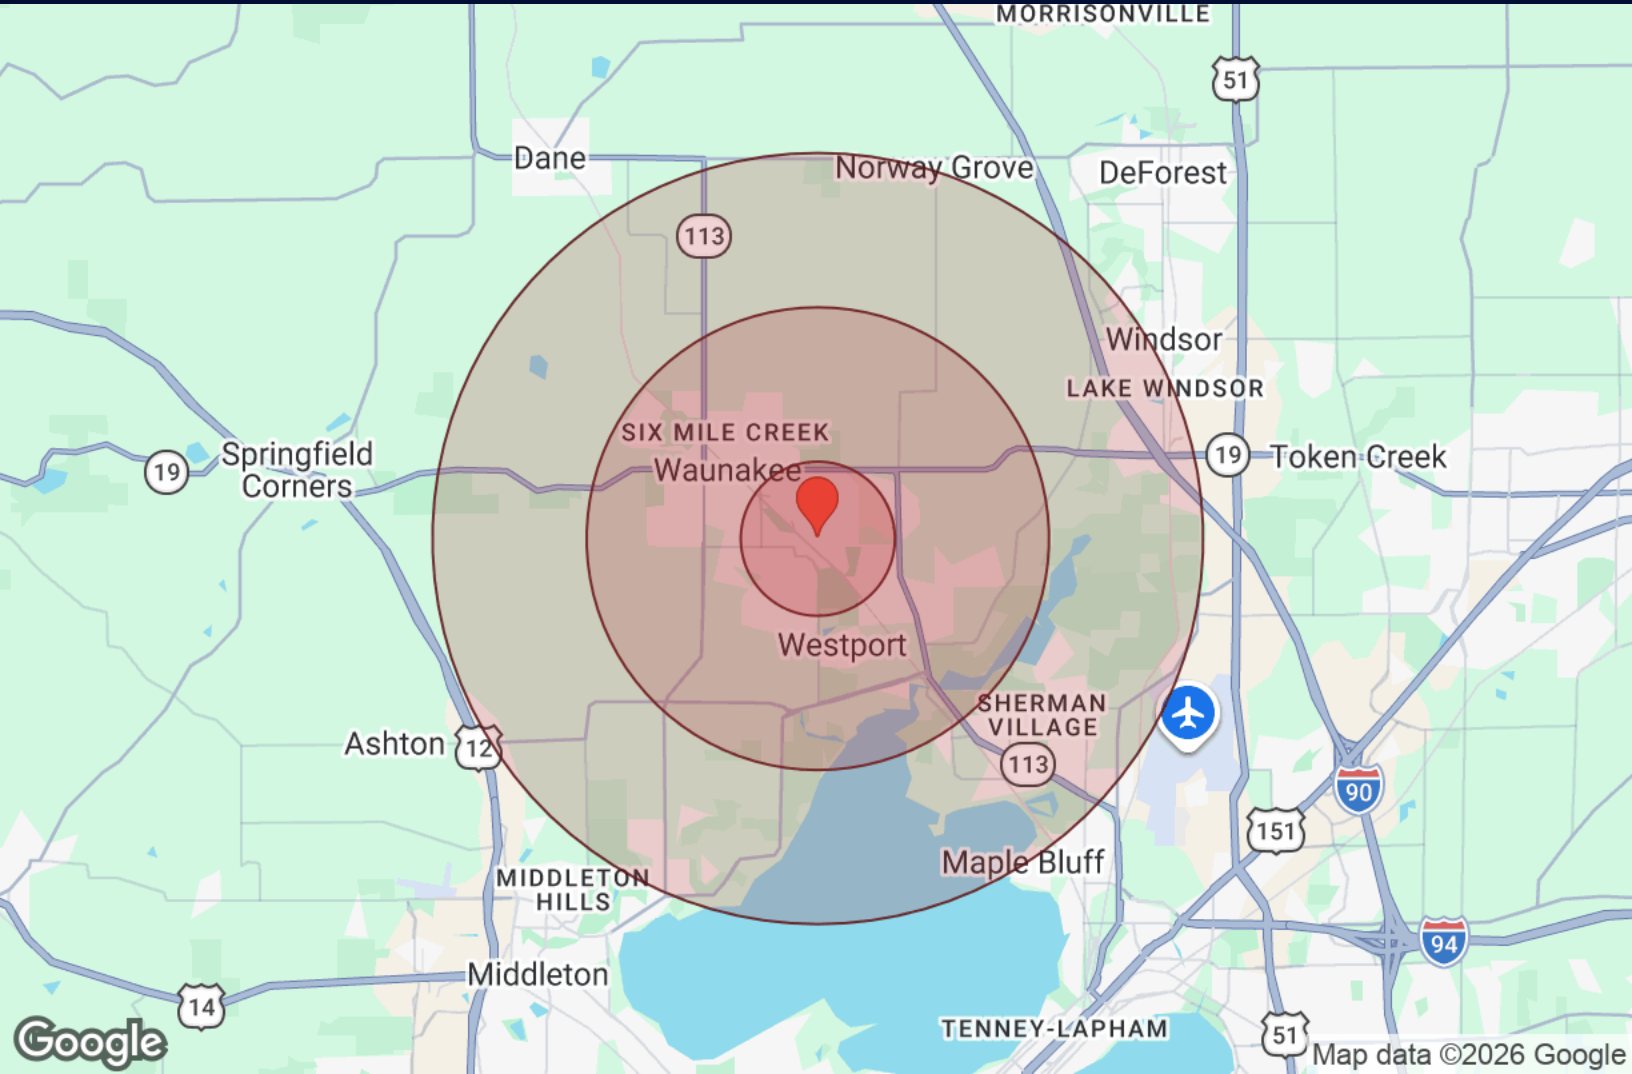 MORRISONVILLE
51
Dane
Norway Grove
DeForest
113
Windsor
LAKE WINDSOR
SIX MILE CREEK
Waunakee
19
Springfield
Corners
19
Token Creek
Westport
SHERMAN
VILLAGE
Ashton
12
113
90
151
Maple Bluff
MIDDLETON
HILLS
94
Middleton
14
TENNEY-LAPHAM
51
Google
Map data ©2026 Google